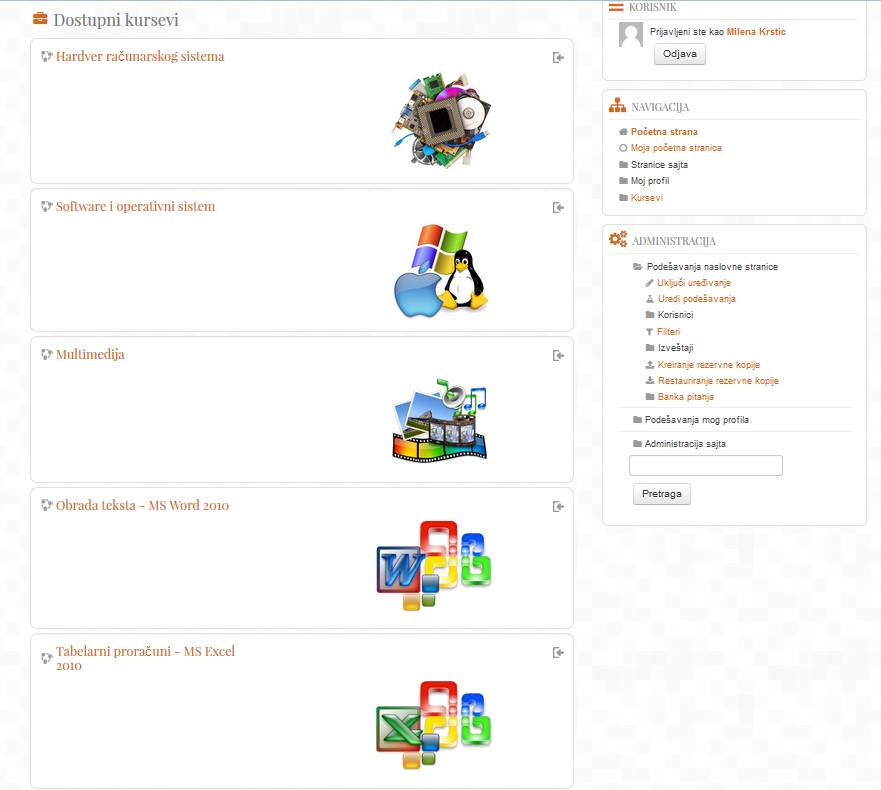 Dostupni kursevi
Hardver računarskog sistema
Software i operativni sistem
Multimedija
Obrada teksta - MS Word 2010
Tabelarni proračuni - MS Excel
2010
KORISNIK
Prijavljeni ste kao Milena Krstic
Odjava
NAVIGACIJA
Početna strana
Moja početna stranica
Stranice sajta
Moj profil
Kursevi
ADMINISTRACIJA
Podešavanja naslovne stranice
Uključi uređivanje
Uredi podešavanja
Korisnici
Filteri
Izveštaji
Kreiranje rezervne kopije
Restauriranje rezervne kopije
Banka pitanja
Podešavanja mog profila
Administracija sajta
Pretraga